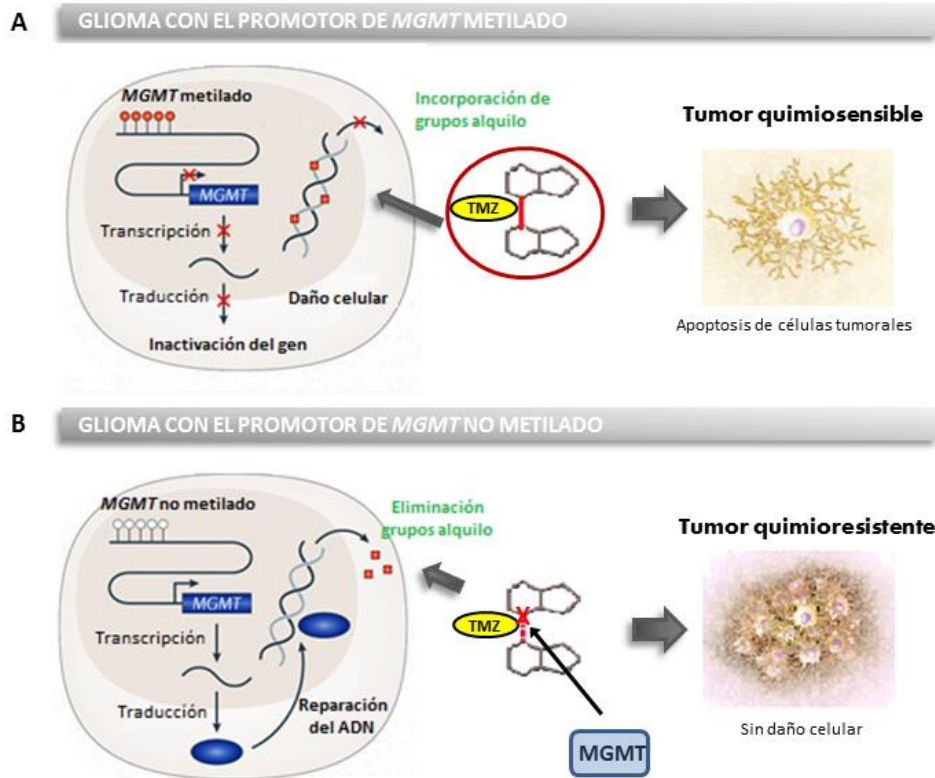 A
GLIOMA CON EL PROMOTOR DE MGMT METILADO
MGMT metilado
MGMT
Transcripción
Traducción
Inactivación del gen
Daño celular
Incorporación de
grupos alquilo
TMZ
Tumor quimiosensible
Apoptosis de células tumorales
B
GLIOMA CON EL PROMOTOR DE MGMT NO METILADO
MGMT no metilado
MGMT
Transcripción
Traducción
Reparación
del ADN
Eliminación
grupos alquilo
TMZ
X
MGMT
Tumor quimioresistente
Sin daño celular